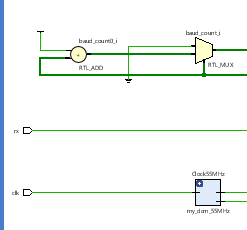 baud_count0_i
+
RTL_ADD
baud_count_i
RTL_MUX
rx
Clock55MHz
clk
my_dcm_55MHz